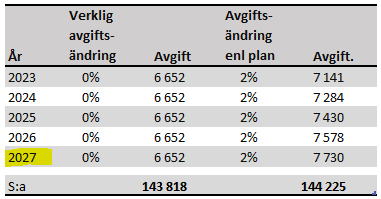 Verklig Avgifts-
avgifts- ändring
År ändring Avgift enl plan Avgift.
2023 0% 6 652 2% 7 141
2024 0% 6 652 2% 7 284
2025 0% 6 652 2% 7 430
2026 0% 6 652 2% 7 578
2027 0% 6 652 2% 7 730
S:a 143 818 144 225